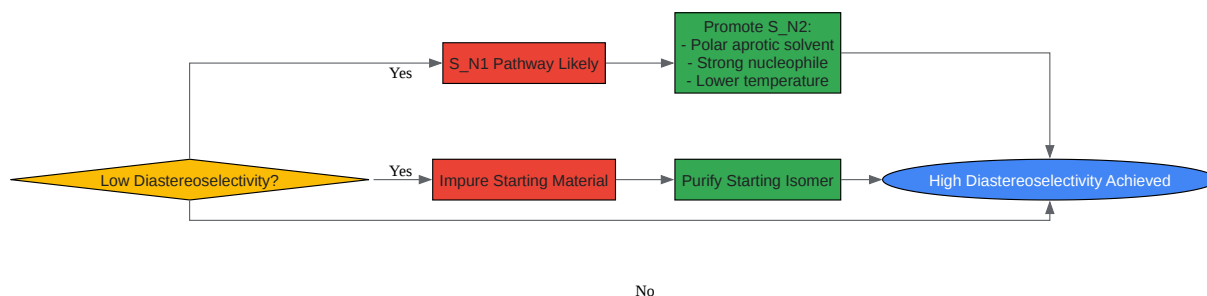 Promote S_N2:
- Polar aprotic solvent
- Strong nucleophile
- Lower temperature
S_N1 Pathway Likely
Yes
Low Diastereoselectivity?
Yes
Impure Starting Material
Purify Starting Isomer
High Diastereoselectivity Achieved
No